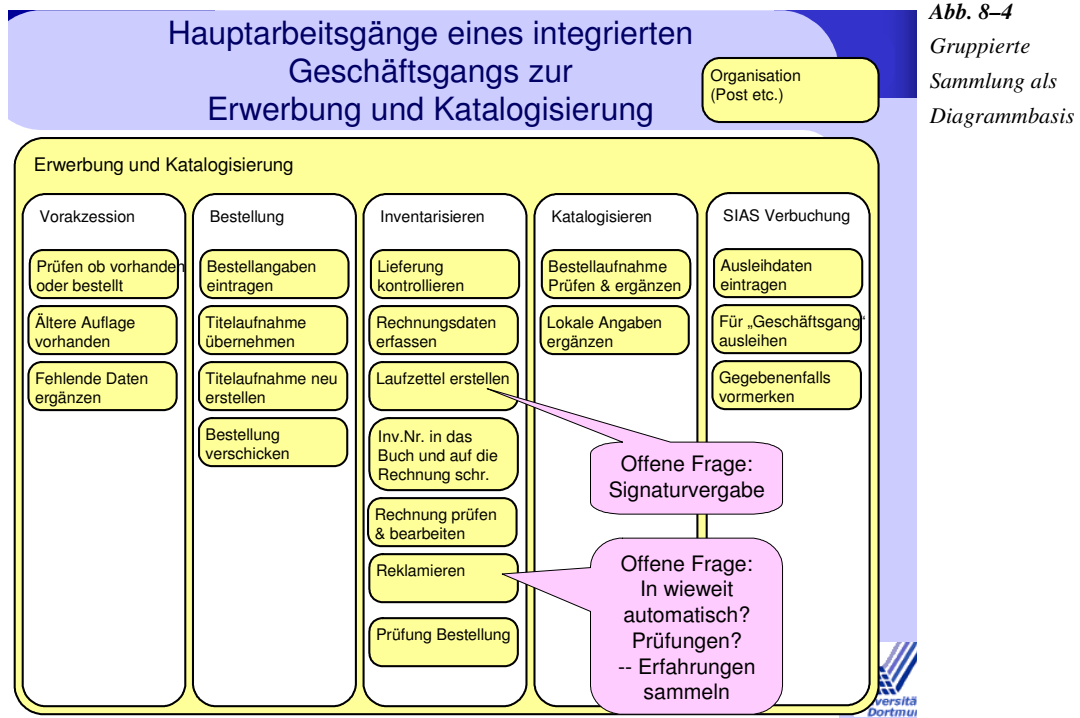 Hauptarbeitsgänge eines integrierten
Geschäftsgangs zur
Erwerbung und Katalogisierung
Organisation
(Post etc.)
Abb. 8–4
Gruppierte
Sammlung als
Diagrammbasis
Erwerbung und Katalogisierung
Vorakzession
Prüfen ob vorhanden
oder bestellt
Ältere Auflage
vorhanden
Fehlende Daten
ergänzen
Bestellung
Bestellangaben
eintragen
Titelaufnahme
übernehmen
Titelaufnahme neu
erstellen
Bestellung
verschicken
Inventarisieren
Lieferung
kontrollieren
Rechnungsdaten
erfassen
Laufzettel erstellen
Inv.Nr. in das
Buch und auf die
Rechnung schr.
Rechnung prüfen
& bearbeiten
Reklamieren
Prüfung Bestellung
Katalogisieren
Bestellaufnahme
Prüfen & ergänzen
Lokale Angaben
ergänzen
SIAS Verbuchung
Ausleihdaten
eintragen
Für „Geschäftsgang“
ausleihen
Gegebenenfalls
vormerken
Offene Frage:
Signaturvergabe
Offene Frage:
In wieweit
automatisch?
Prüfungen?
-- Erfahrungen
sammeln